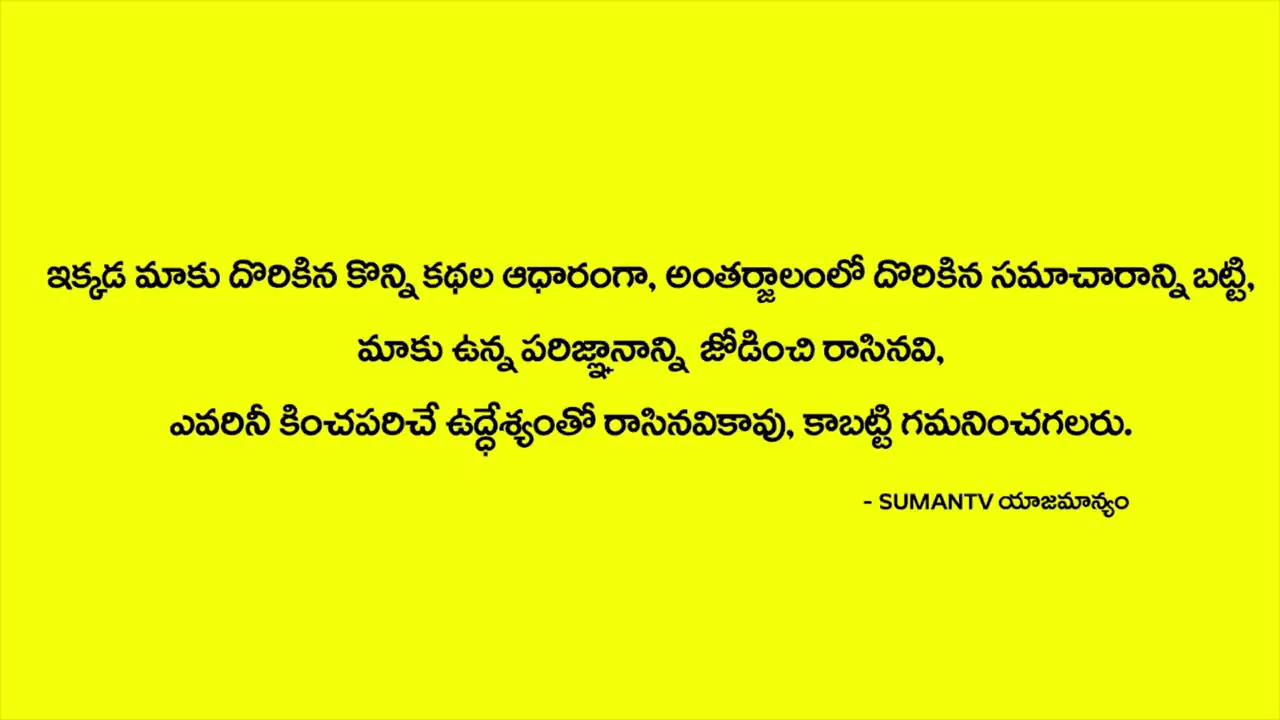 ఇక్కడ మాకు దొరికిన కొన్ని కథల ఆధారంగా, అంతర్జాలంలో దొరికిన సమాచారాన్ని బట్టి,
మాకు ఉన్న పరిజ్ఞానాన్ని జోడించి రాసినవి,
ఎవరినీ కించపరిచే ఉద్ధేశ్యంతో రాసినవికావు, కాబట్టి గమనించగలరు.
- SUMANTV యాజమాన్యం